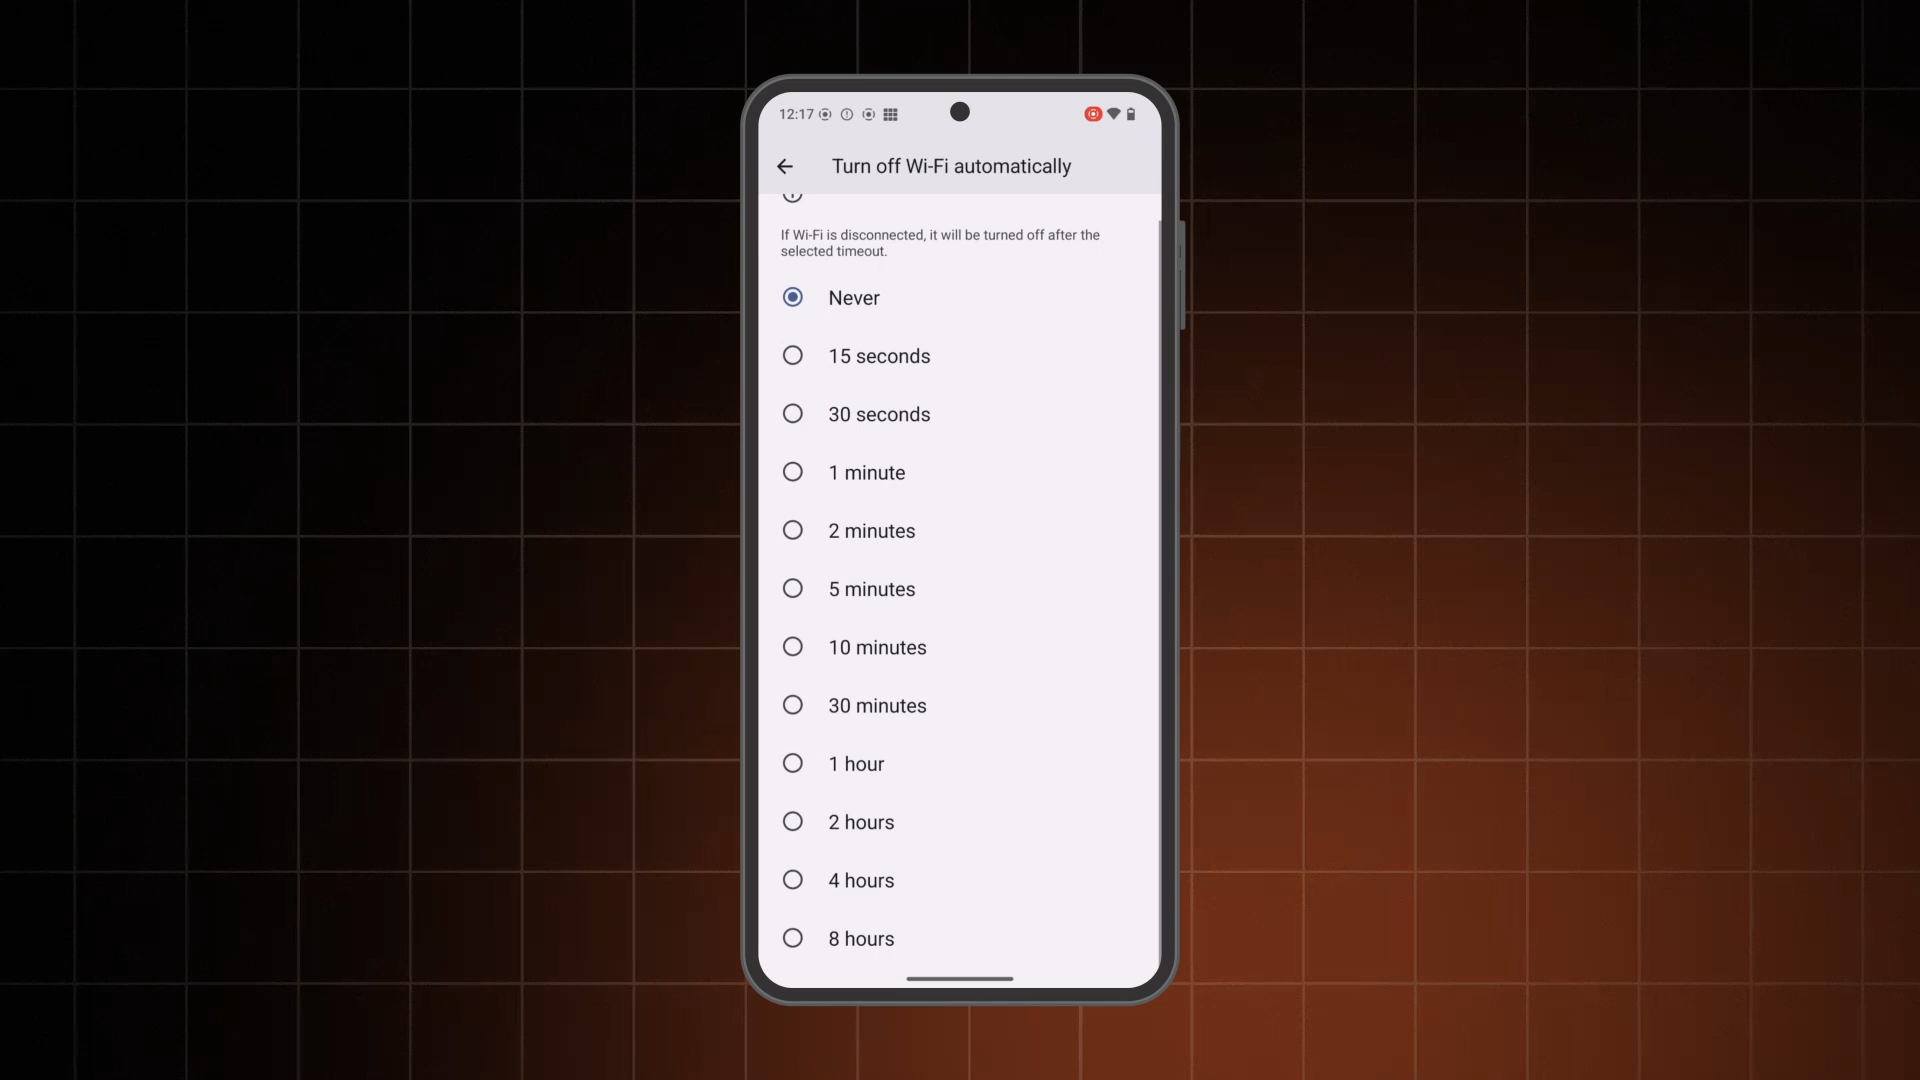 12:17
Turn off Wi-Fi automatically
If Wi-Fi is disconnected, it will be turned off after the
selected timeout.
Never
15 seconds
30 seconds
1 minute
2 minutes
5 minutes
10 minutes
30 minutes
1 hour
2 hours
4 hours
8 hours